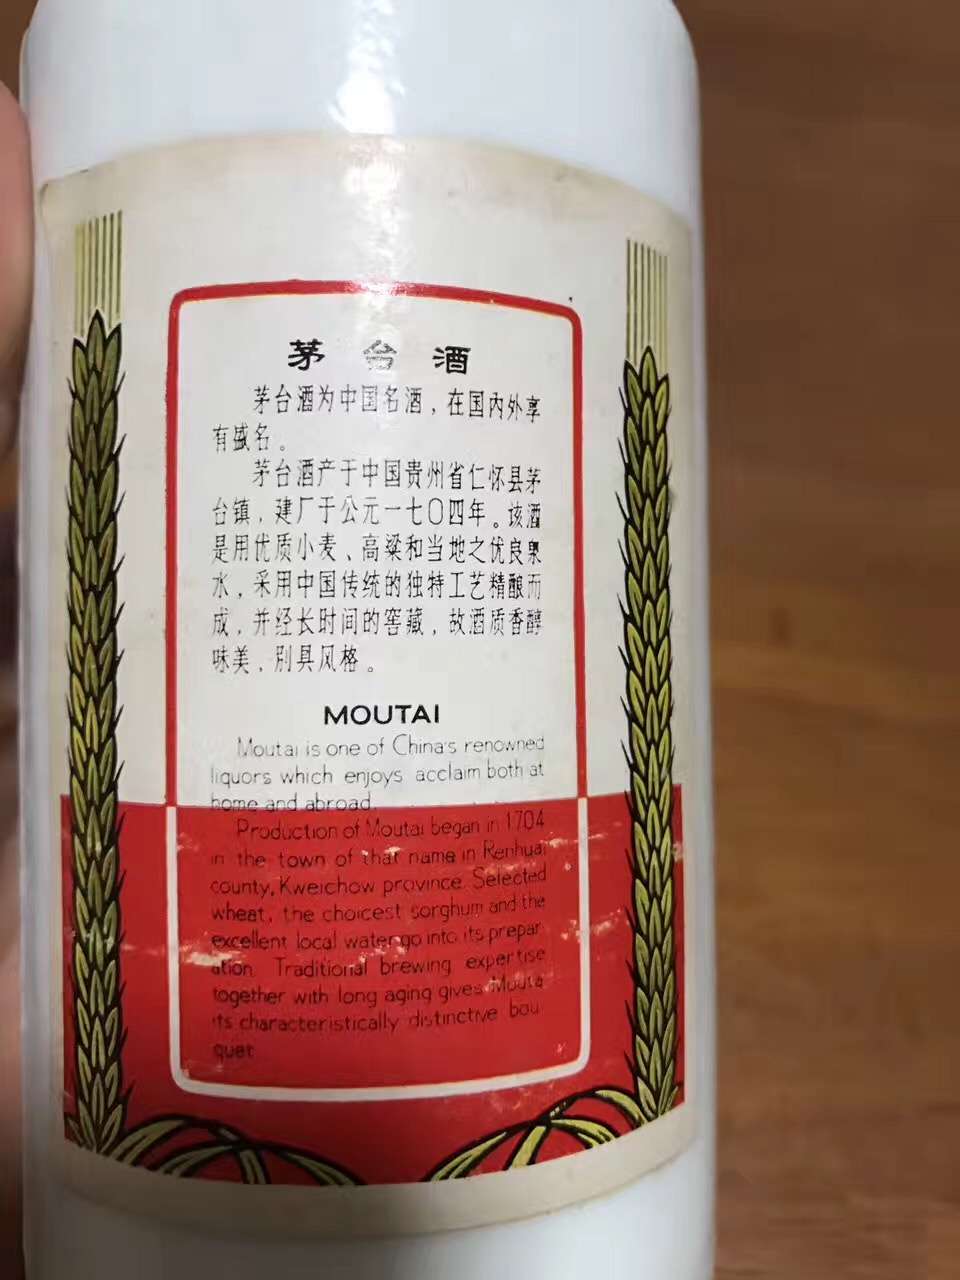 茅台酒
茅台酒为中国名酒，在国内外享
有盛名。
茅台酒产于中国贵州省仁怀县茅
台镇，建厂于公元一七〇四年。该酒
是用优质小麦、高粱和当地之优良泉
水，采用中国传统的独特工艺精酿而
成，并经长时间的窖藏，故酒质香醇
味美，别具风格。
MOUTAI
Moutai is one of China's renowned
liquors which enjoys acclaim both at
home and abroad.
Production of Moutai began in 1704
in the town of that name in Renhuai
county, Kweichow province. Selected
wheat, the choicest sorghum and the
excellent local water go into its prepar
ation. Traditional brewing expertise
together with long aging gives Moutai
its characteristically distinctive bou
quet